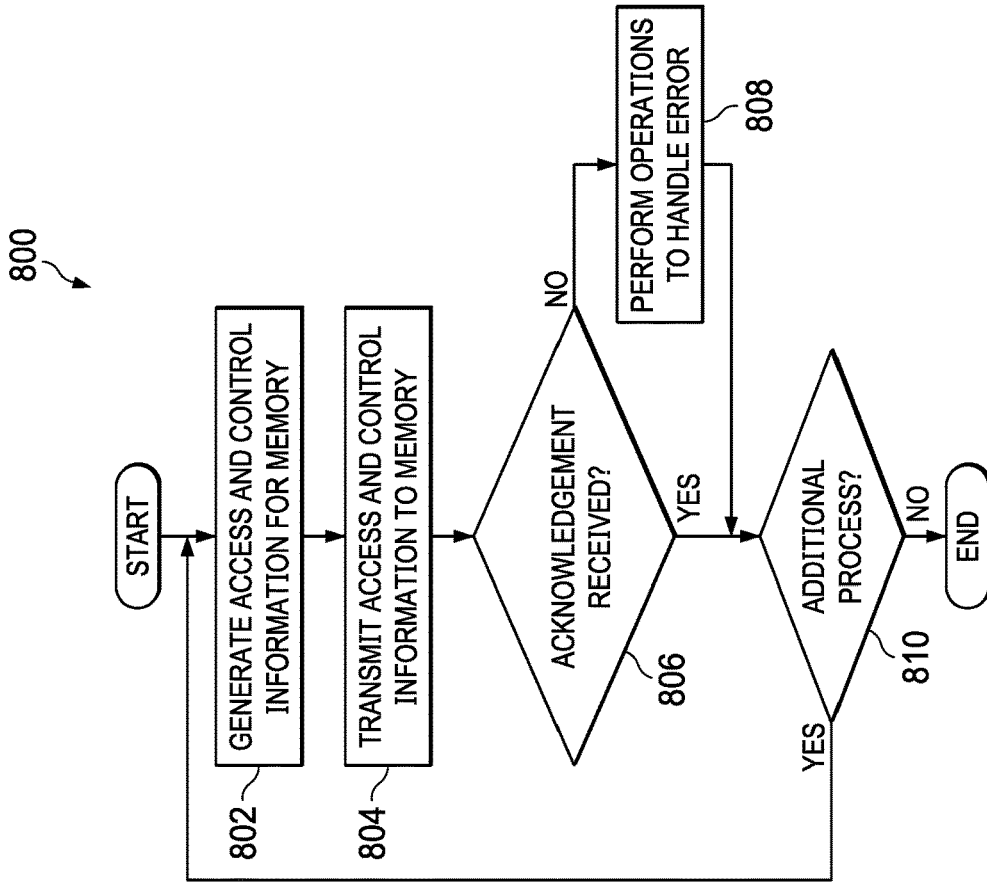 800
START
802
GENERATE ACCESS AND CONTROL
INFORMATION FOR MEMORY
804
TRANSMIT ACCESS AND CONTROL
INFORMATION TO MEMORY
806
ACKNOWLEDGEMENT
RECEIVED?
NO
YES
PERFORM OPERATIONS
TO HANDLE ERROR
808
810
ADDITIONAL
PROCESS?
YES
NO
END